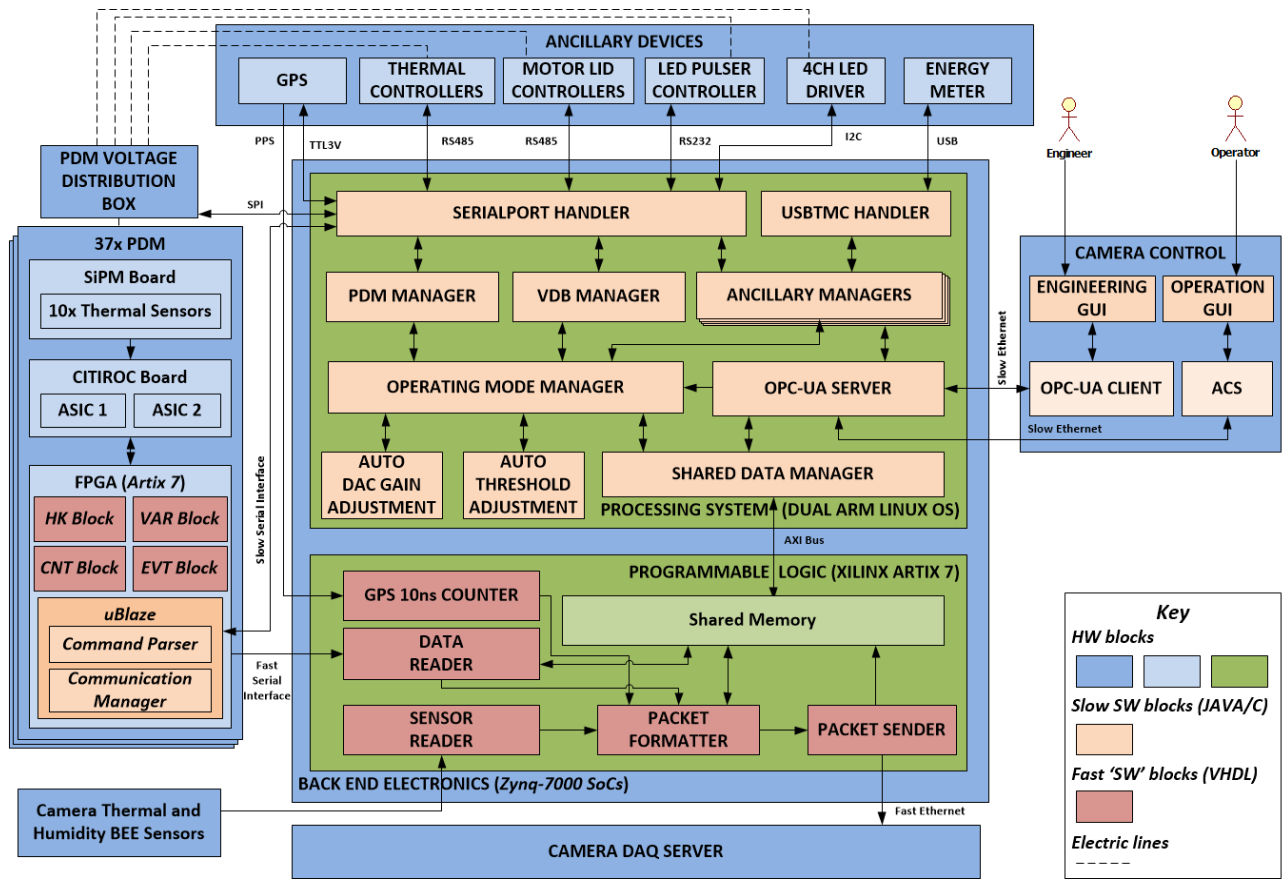 ANCILLARY DEVICES
GPS
THERMAL
CONTROLLERS
MOTOR LID
CONTROLLERS
LED PULSER
CONTROLLER
4CH LED
DRIVER
ENERGY
METER
PPS
TTL3V
RS485
RS485
RS232
I2C
USB
Engineer
Operator
PDM VOLTAGE
DISTRIBUTION
BOX
SPI
37x PDM
SiPM Board
10x Thermal Sensors
CITIROC Board
ASIC 1
ASIC 2
FPGA (Artix 7)
HK Block
VAR Block
CNT Block
EVT Block
uBlaze
Command Parser
Communication
Manager
Slow Serial Interface
Fast
Serial
Interface
SERIALPORT HANDLER
USBTMC HANDLER
PDM MANAGER
VDB MANAGER
ANCILLARY MANAGERS
OPERATING MODE MANAGER
OPC-UA SERVER
AUTO
DAC GAIN
ADJUSTMENT
AUTO
THRESHOLD
ADJUSTMENT
SHARED DATA MANAGER
PROCESSING SYSTEM (DUAL ARM LINUX OS)
AXI Bus
Slow Ethernet
CAMERA CONTROL
ENGINEERING
GUI
OPERATION
GUI
OPC-UA CLIENT
ACS
Slow Ethernet
PROGRAMMABLE LOGIC (XILINX ARTIX 7)
GPS 10ns COUNTER
Shared Memory
DATA
READER
SENSOR
READER
PACKET
FORMATTER
PACKET SENDER
BACK END ELECTRONICS (Zynq-7000 SoCs)
Camera Thermal and
Humidity BEE Sensors
Fast Ethernet
CAMERA DAQ SERVER
Key
HW blocks
Slow SW blocks (JAVA/C)
Fast ‘SW’ blocks (VHDL)
Electric lines